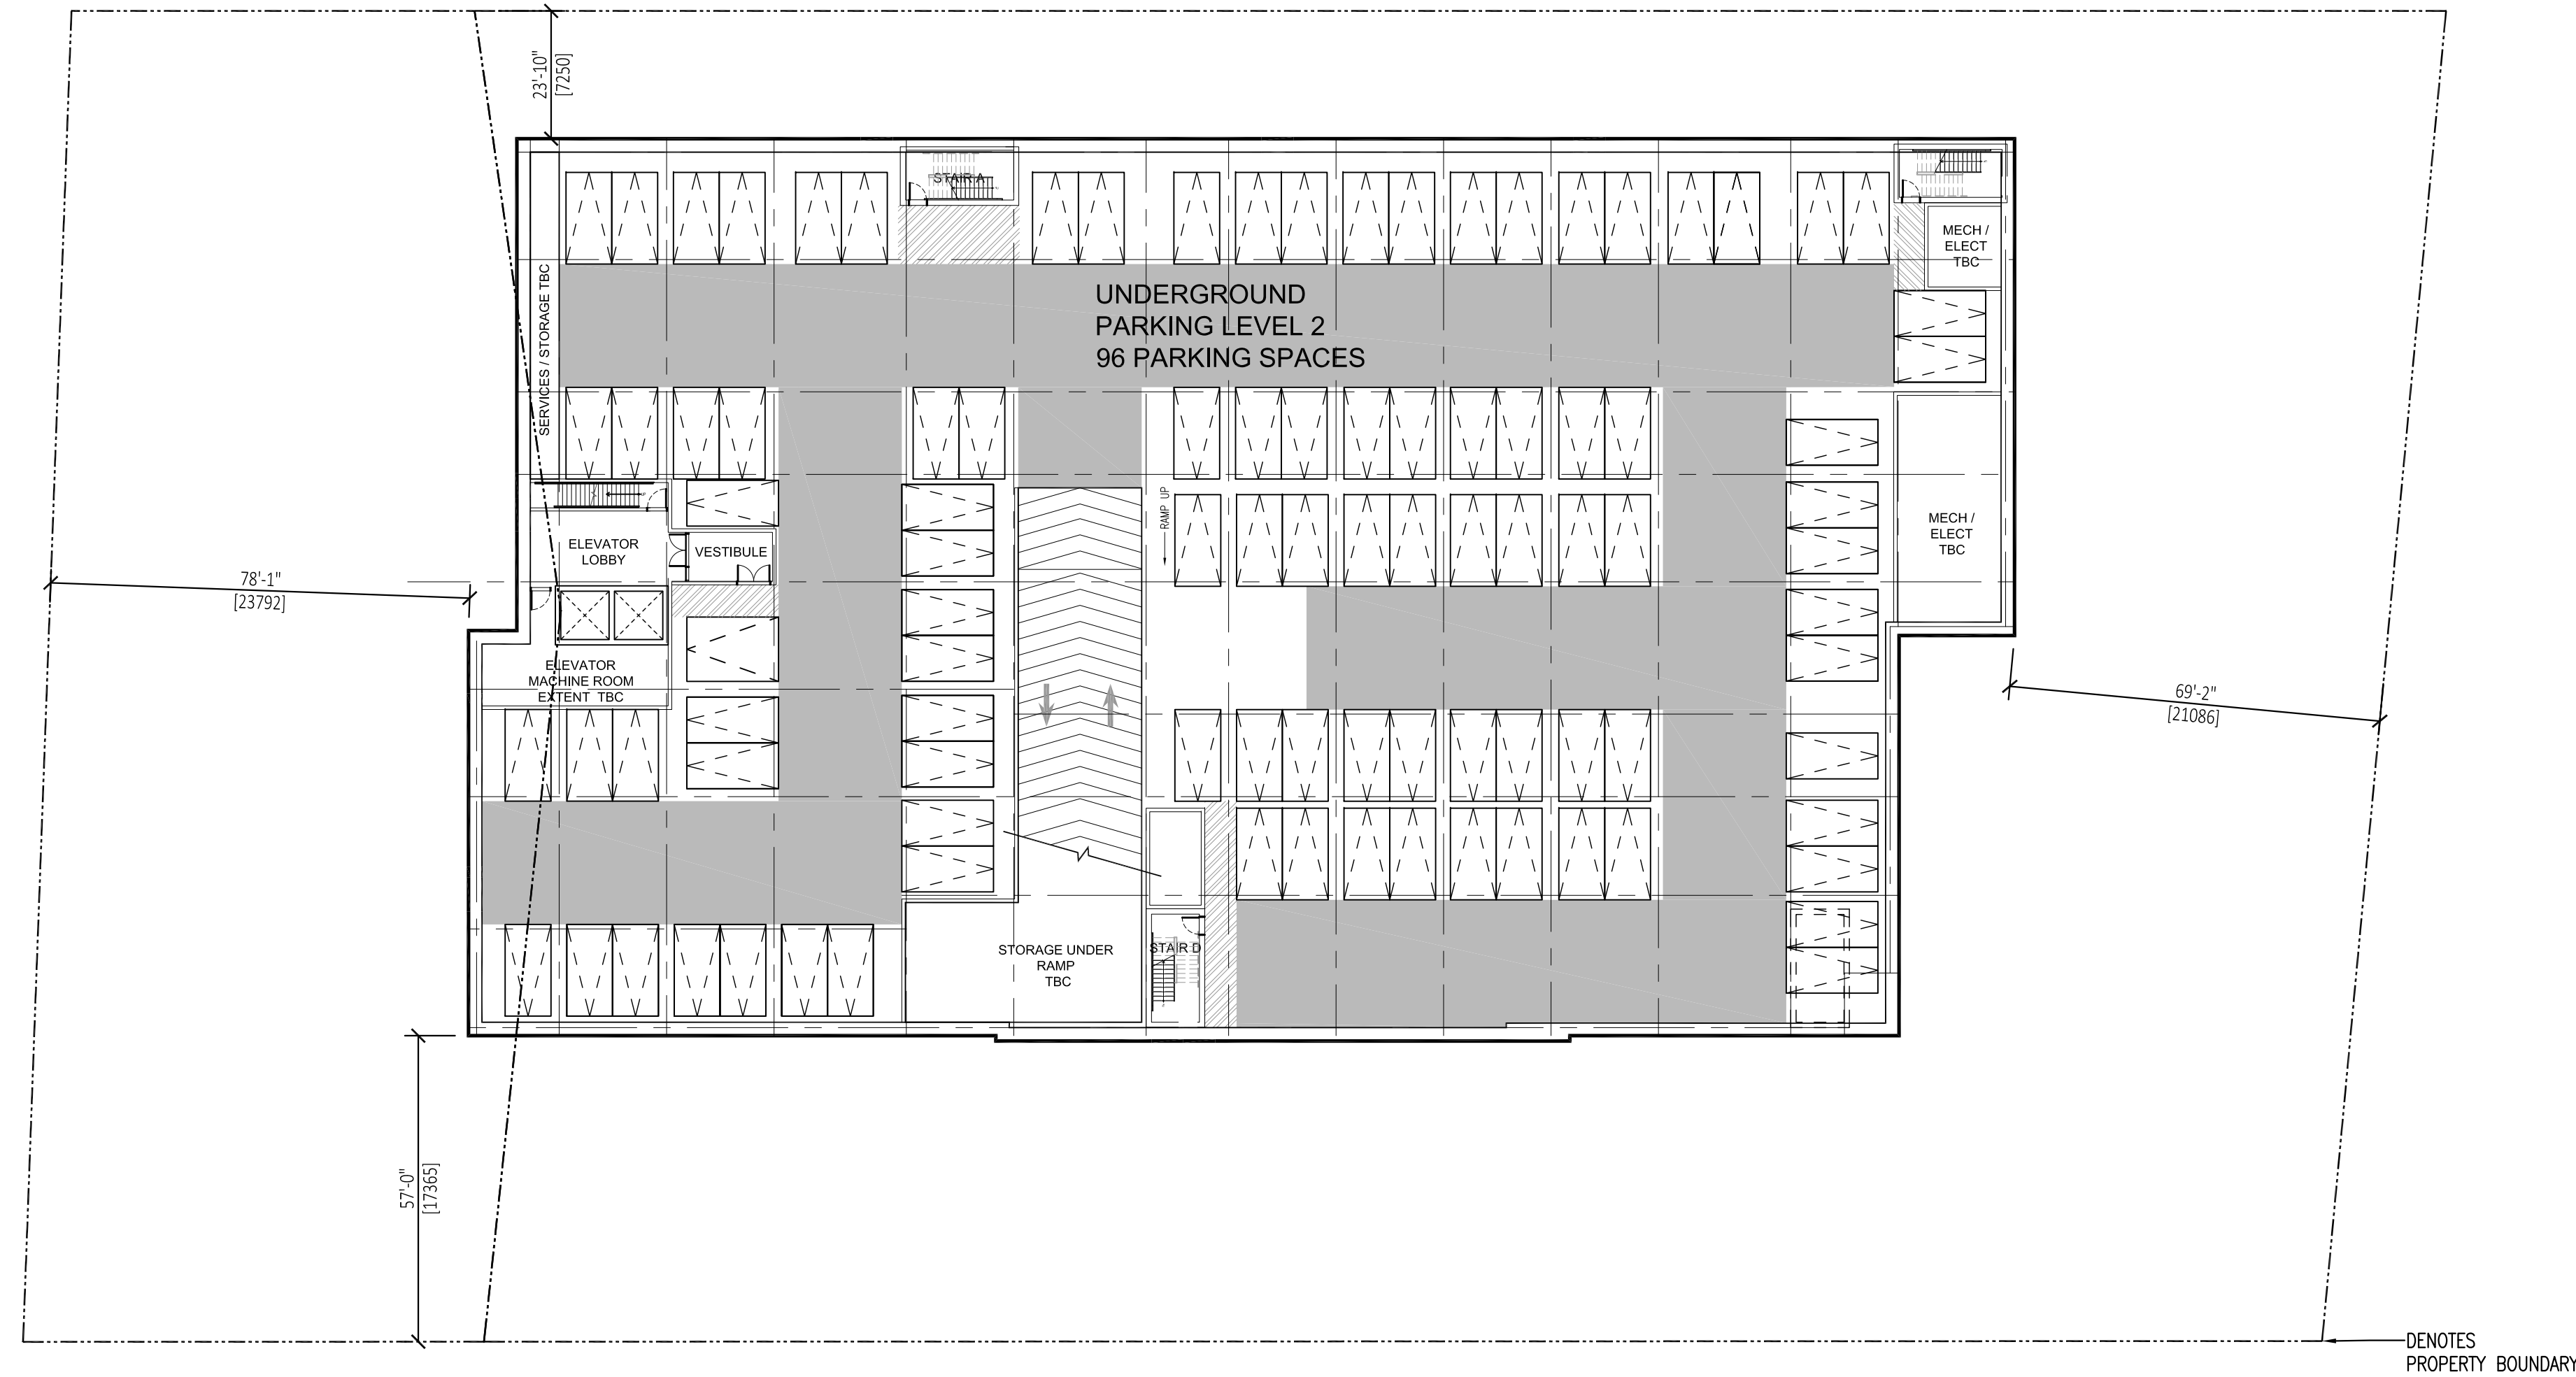 23'-10"
[7250]
STAIR A
MECH /
ELECT
TBC
SERVICES / STORAGE TBC
UNDERGROUND
PARKING LEVEL 2
96 PARKING SPACES
RAMP UP
ELEVATOR
LOBBY
VESTIBULE
MECH /
ELECT
TBC
78'-1"
[23792]
ELEVATOR
MACHINE ROOM
EXTENT TBC
69'-2"
[21086]
STORAGE UNDER
RAMP
TBC
STAIR D
57'-0"
[17365]
DENOTES
PROPERTY BOUNDARY